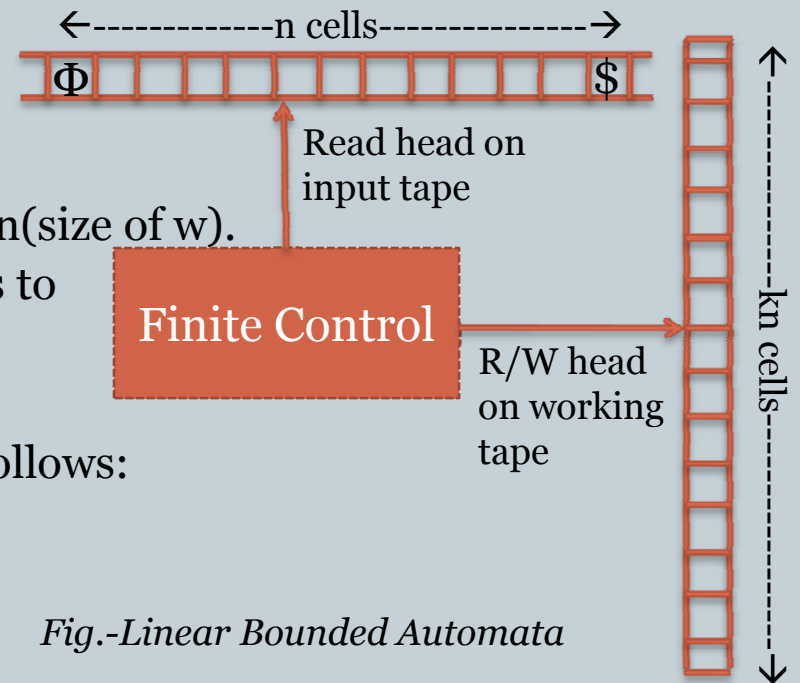 ←------------n cells---------------→
Φ $
Read head on
input tape
n(size of w).
s to
Finite Control
R/W head
on working
tape
←------------kn cells------------→
ollows:
Fig.-Linear Bounded Automata